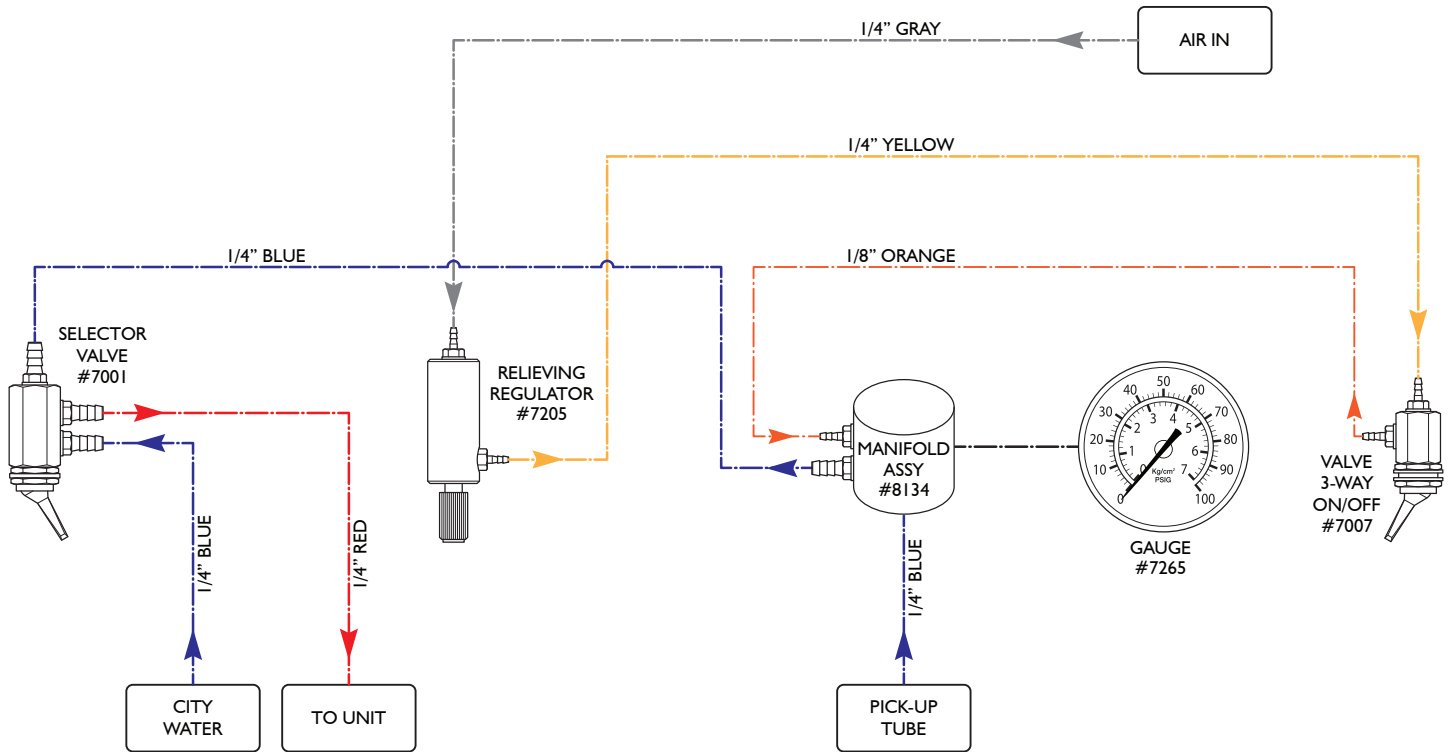 1/4” GRAY
AIR IN
1/4” YELLOW
1/4” BLUE
1/8” ORANGE
SELECTOR
VALVE
#7001
RELIEVING
REGULATOR
#7205
MANIFOLD
ASSY
#8134
0
10
20
30
40
50
60
70
80
90
100
0
1
2
3
4
5
6
7
Kg/cm²
PSIG
GAUGE
#7265
VALVE
3-WAY
ON/OFF
#7007
1/4” BLUE
1/4” RED
1/4” BLUE
CITY
WATER
TO UNIT
PICK-UP
TUBE